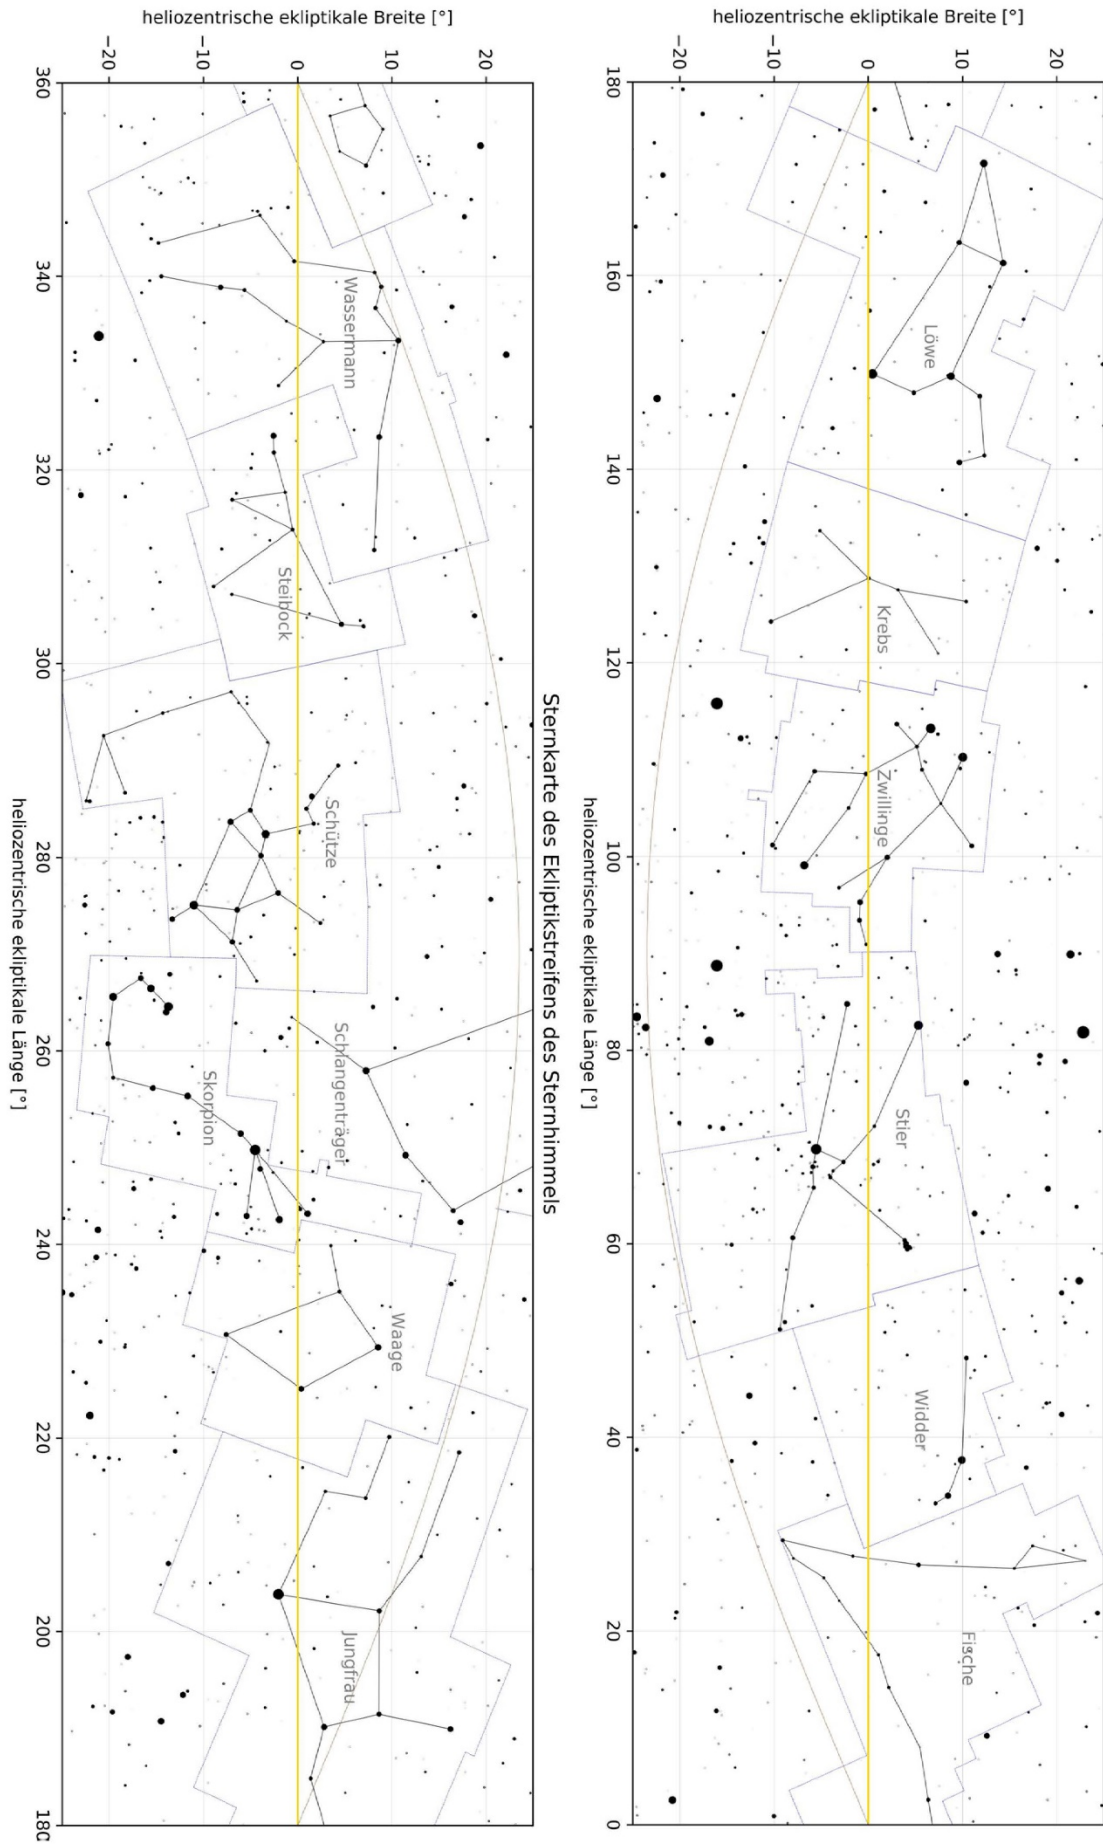 heliozentrische ekliptikale Breite [°]
20
10
0
−10
−20
Löwe
Krebs
Zwillinge
Stier
Widder
Fische
180
160
140
120
100
80
60
40
20
0
heliozentrische ekliptikale Länge [°]
Sternkarte des Ekliptikstreifens des Sternhimmels
heliozentrische ekliptikale Breite [°]
20
10
0
−10
−20
Wassermann
Steibock
Schütze
Schlangenträger
Skorpion
Waage
Jungfrau
360
340
320
300
280
260
240
220
200
180
heliozentrische ekliptikale Länge [°]